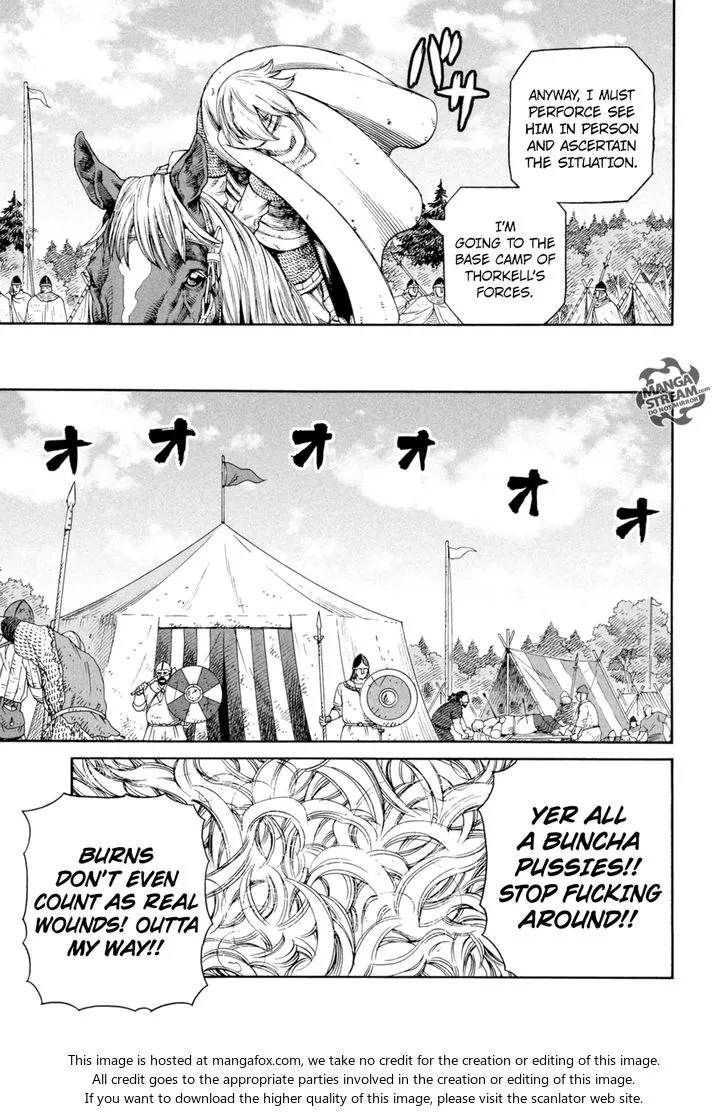 バサ
ANYWAY, I MUST
PERFORCE SEE
HIM IN PERSON
AND ASCERTAIN
THE SITUATION.
I'M
GOING TO THE
BASE CAMP OF
THORKELL'S
FORCES.
MANGA
STREAM.com
DO NOT MIRROR
オ オ オ オ オ オ
YER ALL
A BUNCHA
PUSSIES!!
STOP FUCKING
AROUND!!
BURNS
DON'T EVEN
COUNT AS REAL
WOUNDS! OUTTA
MY WAY!!
This image is hosted at mangafox.com, we take no credit for the creation or editing of this image.
All credit goes to the appropriate parties involved in the creation or editing of this image.
If you want to download the higher quality of this image, please visit the scanlator web site.